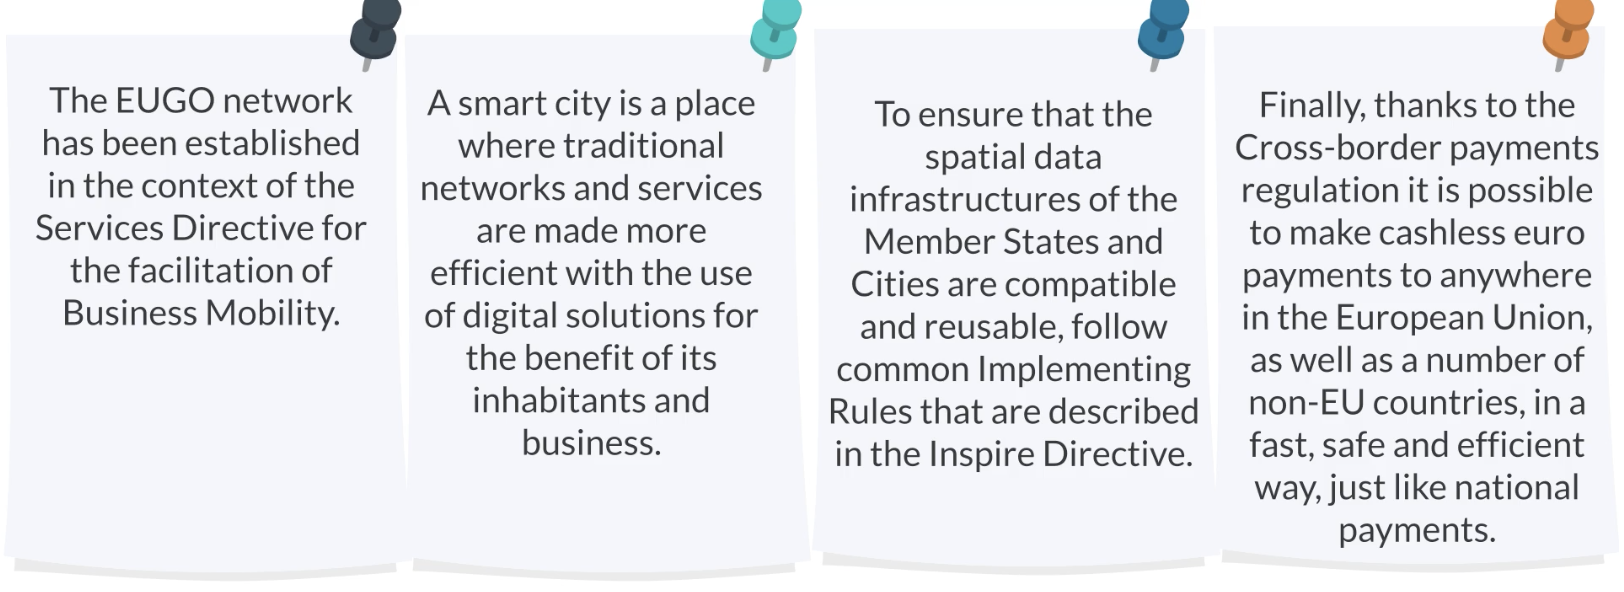 The EUGO network
has been established
in the context of the
Services Directive for
the facilitation of
Business Mobility.
A smart city is a place
where traditional
networks and services
are made more
efficient with the use
of digital solutions for
the benefit of its
inhabitants and
business.
To ensure that the
spatial data
infrastructures of the
Member States and
Cities are compatible
and reusable, follow
common Implementing
Rules that are described
in the Inspire Directive.
Finally, thanks to the
Cross-border payments
regulation it is possible
to make cashless euro
payments to anywhere
in the European Union,
as well as a number of
non-EU countries, in a
fast, safe and efficient
way, just like national
payments.